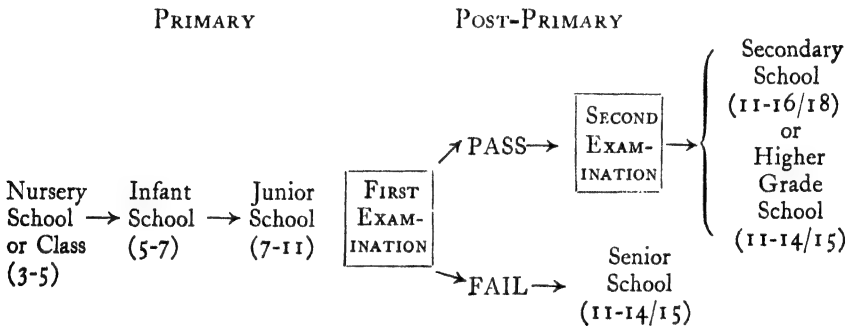 PRIMARY
POST-PRIMARY
Nursery
School
or Class
(3-5)
Infant
School
(5-7)
Junior
School
(7-11)
FIRST
EXAM-
INATION
PASS
SECOND
EXAM-
INATION
Secondary
School
(11-16/18)
or
Higher
Grade
School
(11-14/15)
FAIL
Senior
School
(11-14/15)